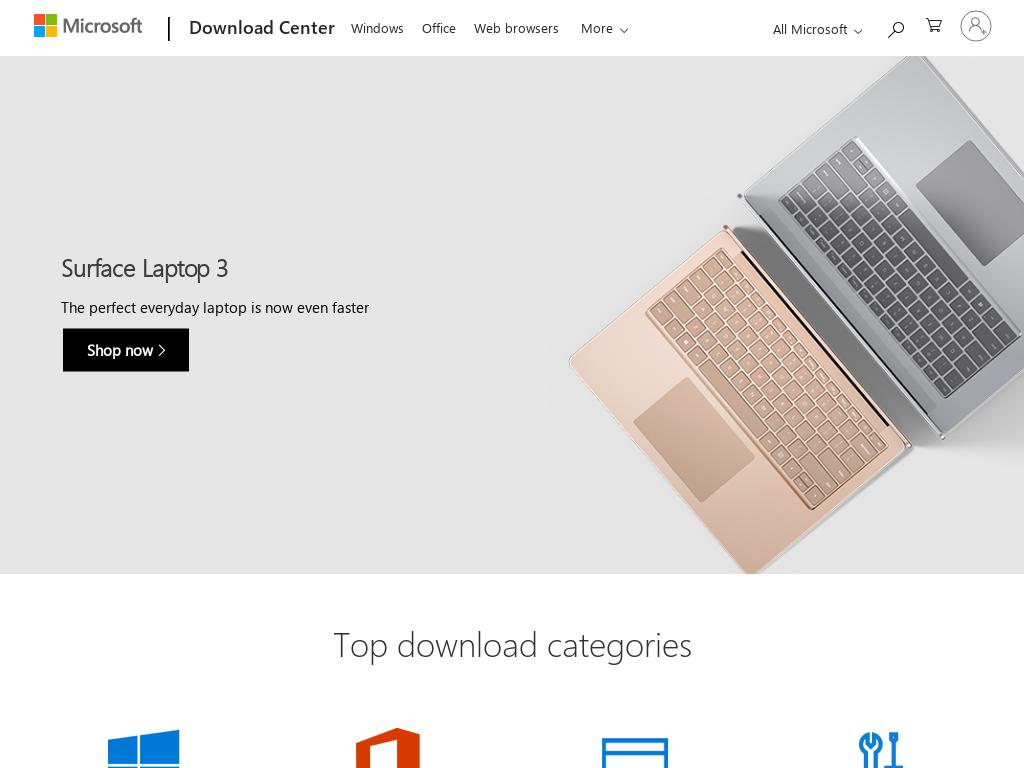 Microsoft
Download Center
Windows
Office
Web browsers
More
All Microsoft
Surface Laptop 3
The perfect everyday laptop is now even faster
Shop now
Top download categories